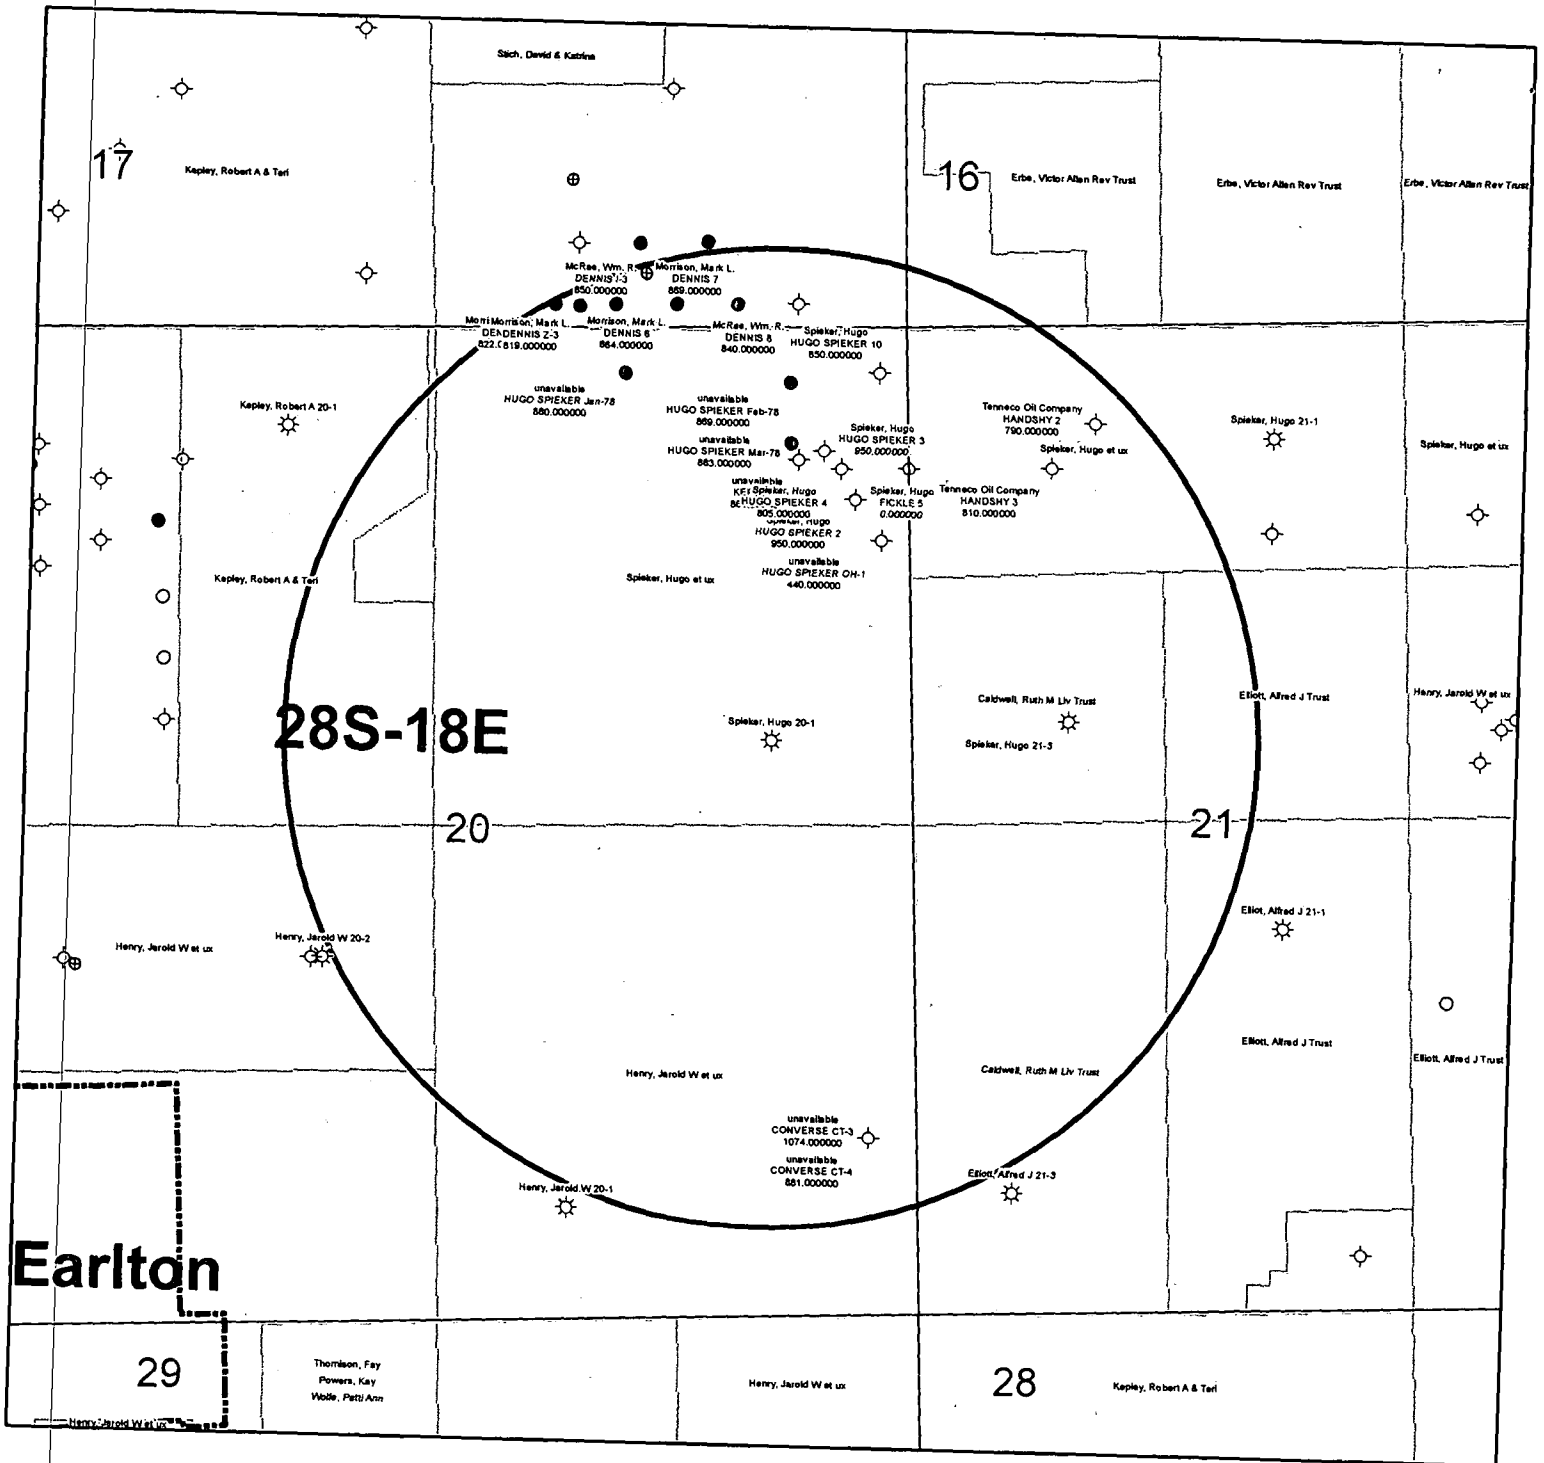 Stich, David & Katrina
17
Kepley, Robert A & Teri
16
Erbe, Victor Allen Rev Trust
Erbe, Victor Allen Rev Trust
Erbe, Victor Allen Rev Trust
McRae, Wm. R.
DENNIS I-3
850.000000
Morrison, Mark L.
DENNIS 7
869.000000
Morrison, Mark L.
DENNIS Z-3
819.000000
822.
Morrison, Mark L.
DENNIS 6
864.000000
McRae, Wm. R.
DENNIS 8
840.000000
Spieker, Hugo
HUGO SPIEKER 10
850.000000
unavailable
HUGO SPIEKER Jan-78
880.000000
unavailable
HUGO SPIEKER Feb-78
869.000000
unavailable
HUGO SPIEKER Mar-78
863.000000
Kepley, Robert A 20-1
Spieker, Hugo
HUGO SPIEKER 3
950.000000
Tenneco Oil Company
HANDSHY 2
790.000000
Spieker, Hugo et ux
Spieker, Hugo 21-1
Spieker, Hugo et ux
unavailable
Spieker, Hugo
HUGO SPIEKER 4
805.000000
Spieker, Hugo
FICKLE 5
0.000000
Tenneco Oil Company
HANDSHY 3
810.000000
Spieker, Hugo
HUGO SPIEKER 2
950.000000
unavailable
HUGO SPIEKER OH-1
440.000000
Kepley, Robert A & Teri
Spieker, Hugo et ux
28S-18E
Spieker, Hugo 20-1
Caldwell, Ruth M Liv Trust
Spieker, Hugo 21-3
Elliott, Alfred J Trust
Henry, Jarold W et ux
20
21
Henry, Jarold W et ux
Henry, Jarold W 20-2
Elliot, Alfred J 21-1
Elliott, Alfred J Trust
Elliott, Alfred J Trust
Henry, Jarold W et ux
Caldwell, Ruth M Liv Trust
unavailable
CONVERSE CT-3
1074.000000
unavailable
CONVERSE CT-4
881.000000
Henry, Jarold W 20-1
Elliott, Alfred J 21-3
Earlton
29
Thomison, Fay
Powers, Kay
Wolfe, Patti Ann
Henry, Jarold W et ux
28
Kepley, Robert A & Teri
Henry, Jarold W et ux